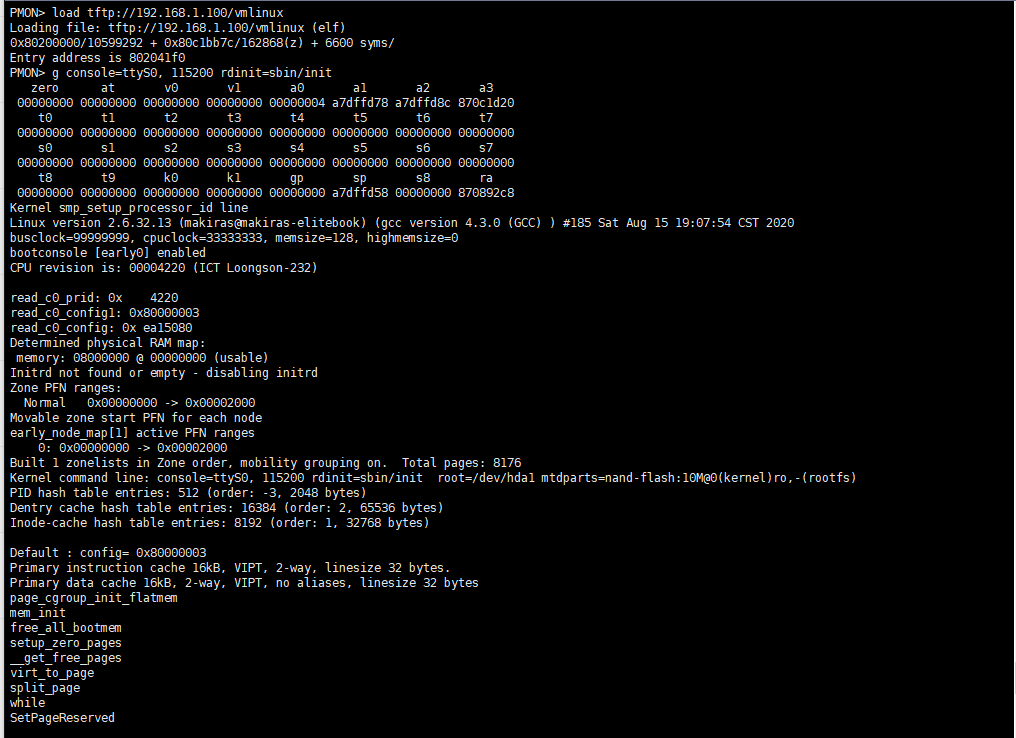 PMON> load tftp://192.168.1.100/vmlinux
Loading file: tftp://192.168.1.100/vmlinux (elf)
0x80200000/10599292 + 0x80c1bb7c/162868(z) + 6600 syms/
Entry address is 802041f0
PMON> g console=ttyS0, 115200 rdinit=sbin/init
zero at v0 v1 a0 a1 a2 a3
00000000 00000000 00000000 00000000 00000004 a7dffd78 a7dffd8c 870c1d20
t0 t1 t2 t3 t4 t5 t6 t7
00000000 00000000 00000000 00000000 00000000 00000000 00000000 00000000
s0 s1 s2 s3 s4 s5 s6 s7
00000000 00000000 00000000 00000000 00000000 00000000 00000000 00000000
t8 t9 k0 k1 gp sp s8 ra
00000000 00000000 00000000 00000000 00000000 a7dffd58 00000000 870892c8
Kernel smp_setup_processor_id line
Linux version 2.6.32.13 (makiras@makiras-elitebook) (gcc version 4.3.0 (GCC) ) #185 Sat Aug 15 19:07:54 CST 2020
busclock=99999999, cpuclock=33333333, memsize=128, highmemsize=0
bootconsole [early0] enabled
CPU revision is: 00004220 (ICT Loongson-232)
read_c0_prid: 0x    4220
read_c0_config1: 0x80000003
read_c0_config: 0x ea15080
Determined physical RAM map:
memory: 08000000 @ 00000000 (usable)
Initrd not found or empty - disabling initrd
Zone PFN ranges:
Normal   0x00000000 -> 0x00002000
Movable zone start PFN for each node
early_node_map[1] active PFN ranges
0: 0x00000000 -> 0x00002000
Built 1 zonelists in Zone order, mobility grouping on.  Total pages: 8176
Kernel command line: console=ttyS0, 115200 rdinit=sbin/init  root=/dev/hda1 mtdparts=nand-flash:10M@0(kernel)ro,-(rootfs)
PID hash table entries: 512 (order: -3, 2048 bytes)
Dentry cache hash table entries: 16384 (order: 2, 65536 bytes)
Inode-cache hash table entries: 8192 (order: 1, 32768 bytes)
Default : config= 0x80000003
Primary instruction cache 16kB, VIPT, 2-way, linesize 32 bytes.
Primary data cache 16kB, 2-way, VIPT, no aliases, linesize 32 bytes
page_cgroup_init_flatmem
mem_init
free_all_bootmem
setup_zero_pages
__get_free_pages
virt_to_page
split_page
while
SetPageReserved